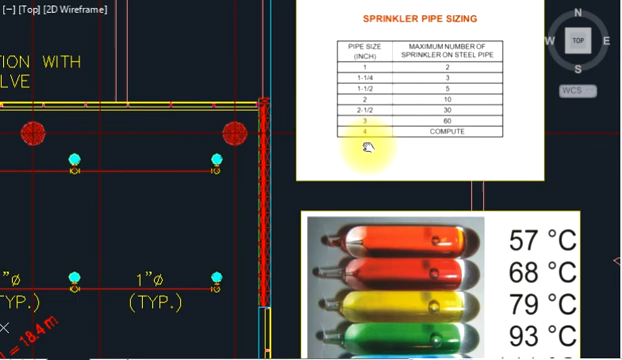 [−] [Top] [2D Wireframe]
TION WITH
LVE
SPRINKLER PIPE SIZING
PIPE SIZE (INCH) MAXIMUM NUMBER OF SPRINKLER ON STEEL PIPE
1 2
1-1/4 3
1-1/2 5
2 10
2-1/2 30
3 60
4 COMPUTE
N
W TOP E
S
WCS
57 °C
68 °C
79 °C
93 °C
"Ø
TYP.)
1"Ø
(TYP.)
= 18.4 m